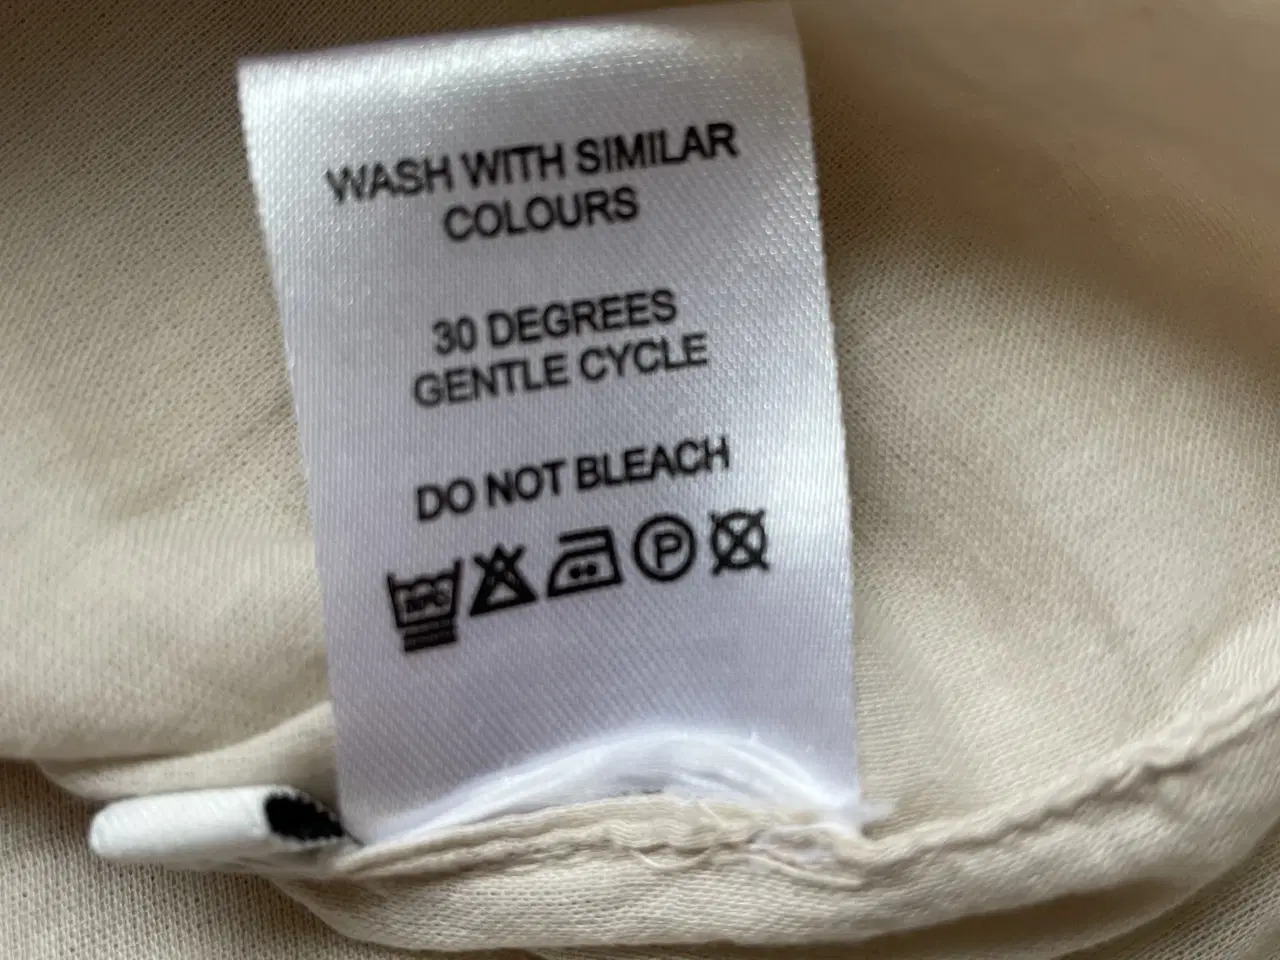 WASH WITH SIMILAR
COLOURS
30 DEGREES
GENTLE CYCLE
DO NOT BLEACH
P